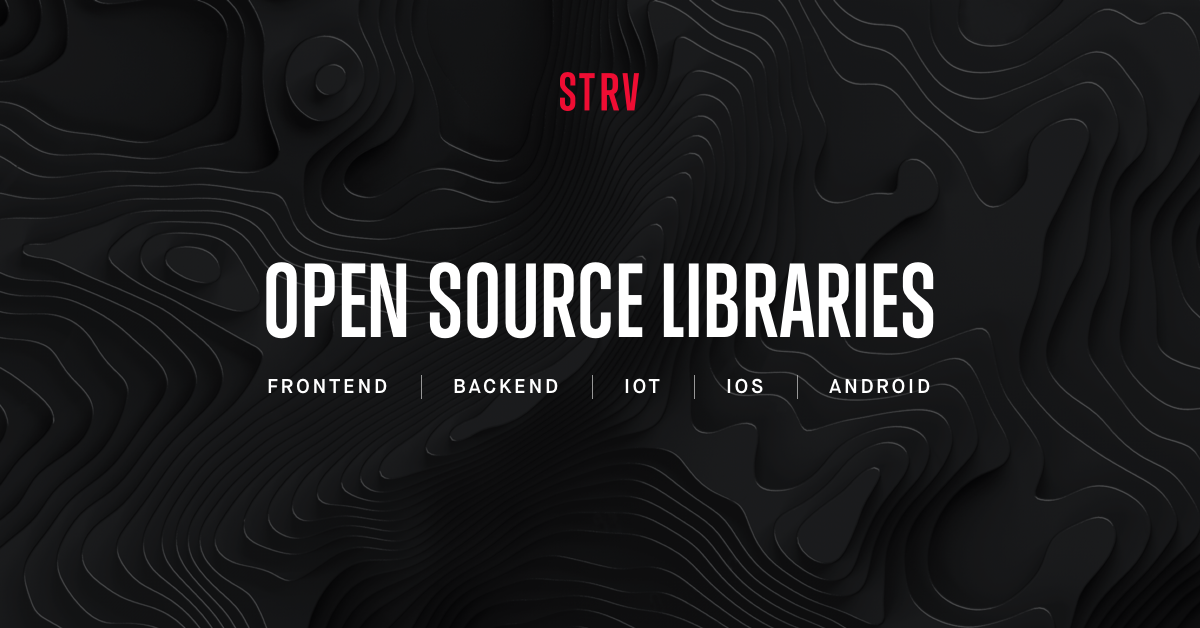 STRV
OPEN SOURCE LIBRARIES
FRONTEND | BACKEND | IOT | IOS | ANDROID